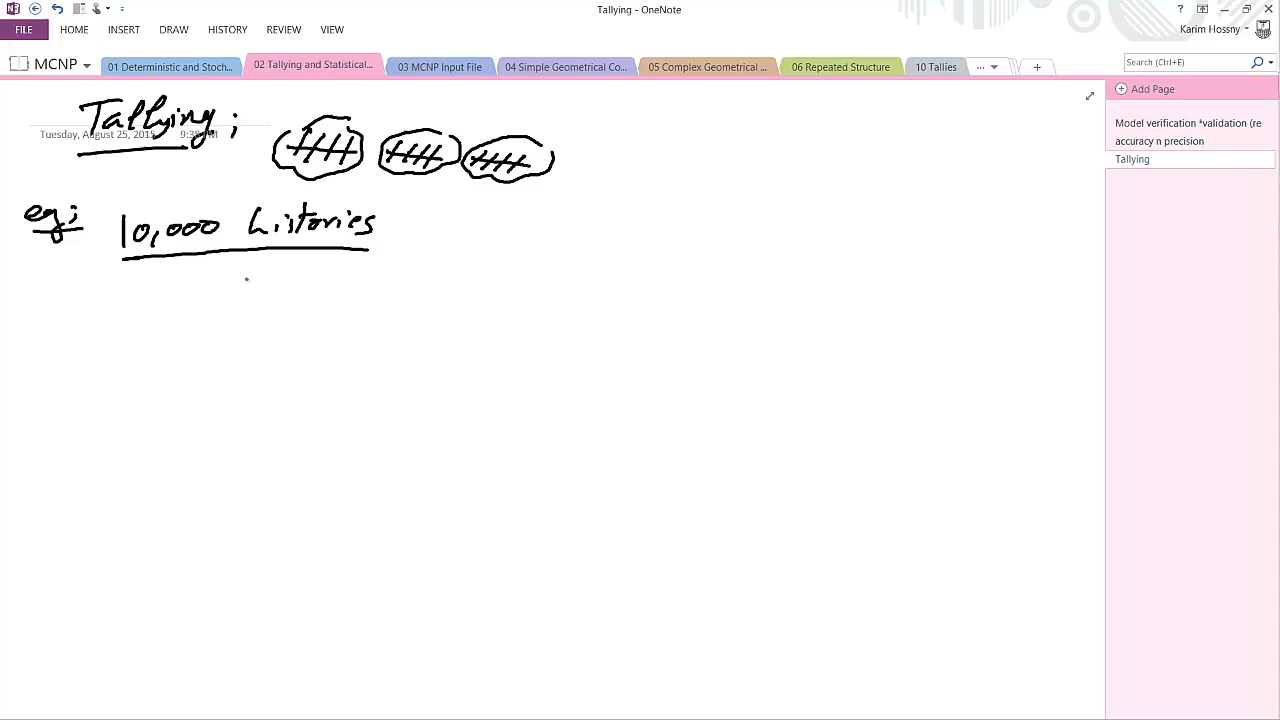 Tallying - OneNote
?
FILE HOME INSERT DRAW HISTORY REVIEW VIEW
Karim Hossny
MCNP
01 Deterministic and Stoch...
02 Tallying and Statistical...
03 MCNP Input File
04 Simple Geometrical Co...
05 Complex Geometrical ...
06 Repeated Structure
10 Tallies
...
+
Search (Ctrl+E)
Add Page
Model verification *validation (re
accuracy n precision
Tallying
Tallying ;
Tuesday, August 25, 2015
eg;
10,000 histories